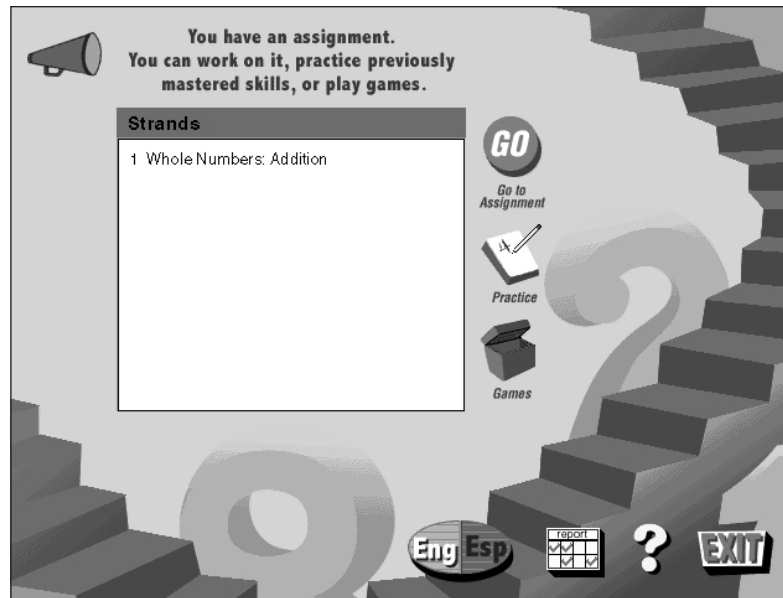 You have an assignment.
You can work on it, practice previously
mastered skills, or play games.
Strands
1 Whole Numbers: Addition
GO
Go to
Assignment
Practice
Games
Eng Esp
report
?
EXIT